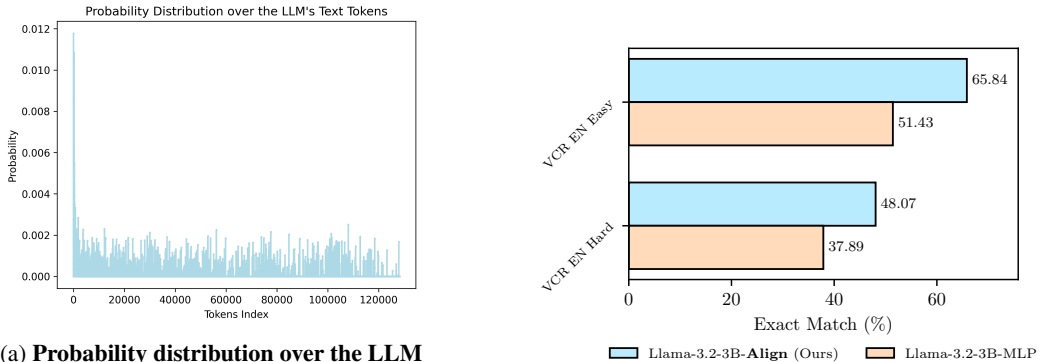 Probability Distribution over the LLM's Text Tokens
Probability
0.012
0.010
0.008
0.006
0.004
0.002
0.000
0 20000 40000 60000 80000 100000 120000
Tokens Index
(a) Probability distribution over the LLM
VCR EN Easy
65.84
51.43
VCR EN Hard
48.07
37.89
0 20 40 60
Exact Match (%)
Llama-3.2-3B-Align (Ours) Llama-3.2-3B-MLP